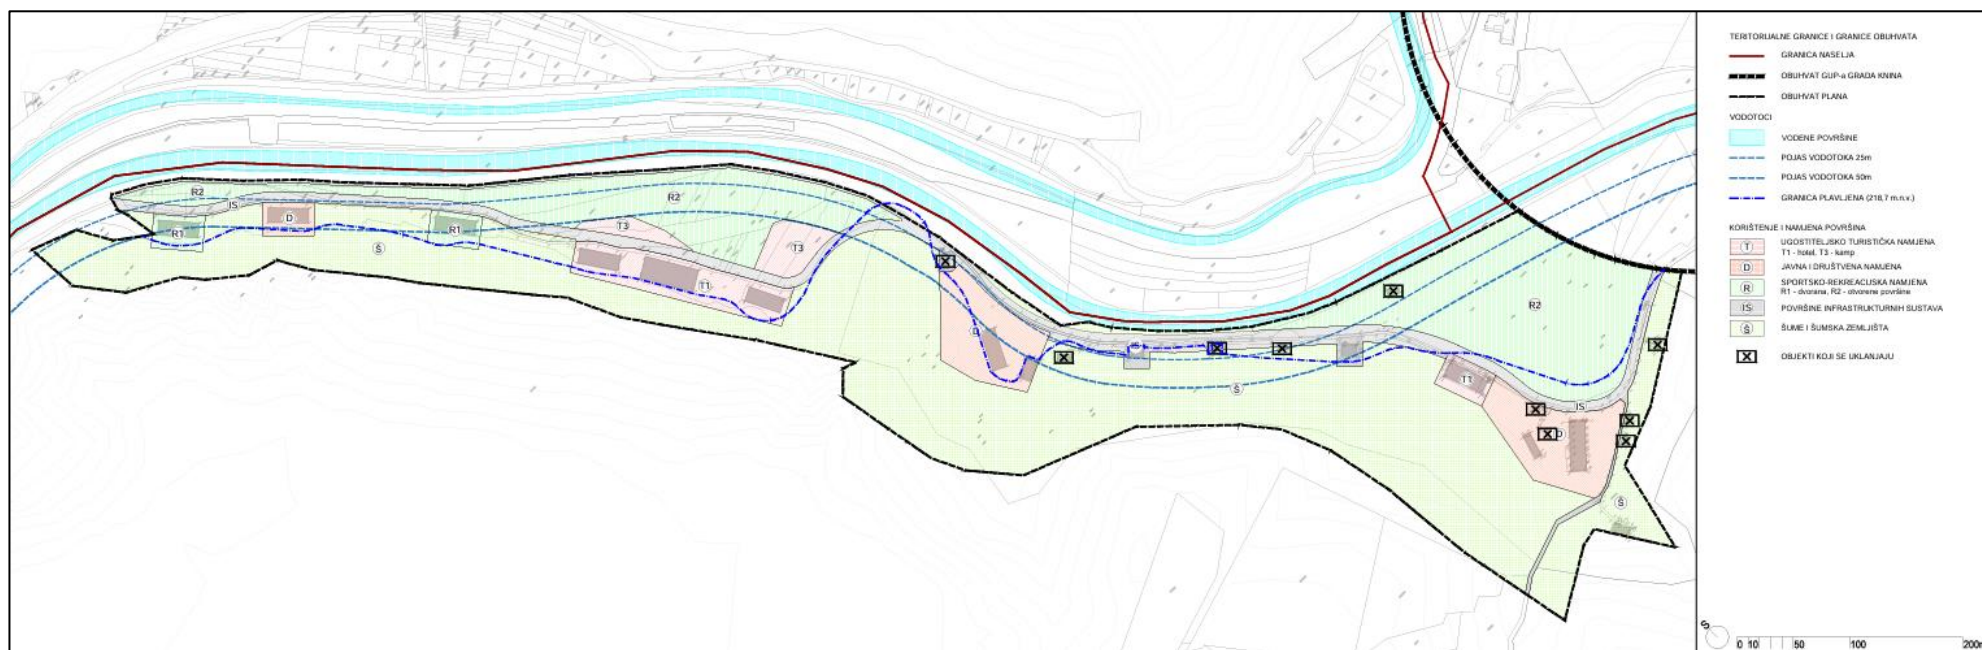 TERITORIJALNE GRANICE I GRANICE OBUHVATA
GRANICA NASELJA
OBUHVAT GUP-a GRADA KNINA
OBUHVAT PLANA
VODOTOCI
VODENE POVRŠINE
POJAS VODOTOKA 25m
POJAS VODOTOKA 50m
GRANICA PLAVLJENA (218,7 m.n.v.)
KORIŠTENJE I NAMJENA POVRŠINA
T UGOSTITELJSKO TURISTIČKA NAMJENA
T1 - hotel, T3 - kamp
D JAVNA I DRUŠTVENA NAMJENA
R SPORTSKO-REKREACIJSKA NAMJENA
R1 - dvorana, R2 - otvorene površine
IS POVRŠINE INFRASTRUKTURNIH SUSTAVA
Š ŠUME I ŠUMSKA ZEMLJIŠTA
OBJEKTI KOJI SE UKLANJAJU
R2
IS
R1
D
R1
Š
R2
T3
T3
T1
D
IS
Š
R2
T1
IS
D
Š
S
0 10 50 100 200m